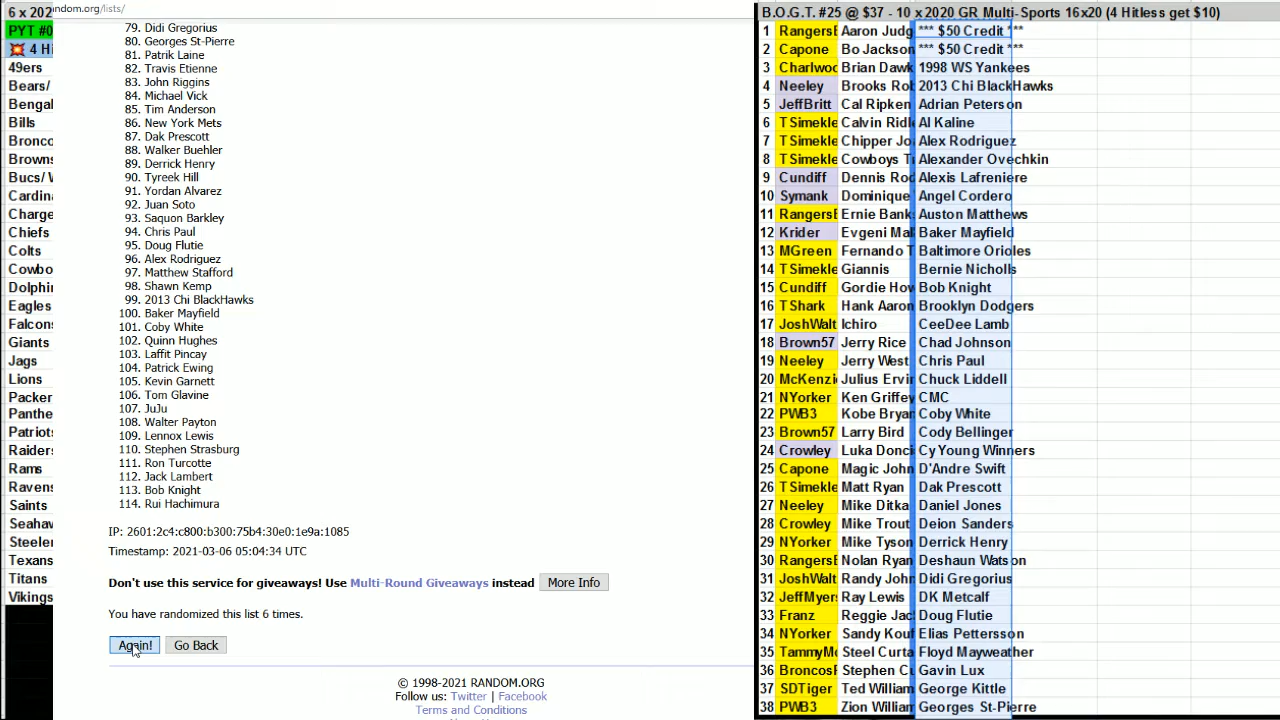 6 x 202
ndom.org/lists/
PYT #0
4 Hi
49ers
Bears/
Bengal
Bills
Bronco
Browns
Bucs/ W
Cardina
Charge
Chiefs
Colts
Cowbo
Dolphin
Eagles
Falcons
Giants
Jags
Lions
Packer
Panthe
Patriots
Raiders
Rams
Ravens
Saints
Seahaw
Steeler
Texans
Titans
Vikings
79. Didi Gregorius
80. Georges St-Pierre
81. Patrik Laine
82. Travis Etienne
83. John Riggins
84. Michael Vick
85. Tim Anderson
86. New York Mets
87. Dak Prescott
88. Walker Buehler
89. Derrick Henry
90. Tyreek Hill
91. Yordan Alvarez
92. Juan Soto
93. Saquon Barkley
94. Chris Paul
95. Doug Flutie
96. Alex Rodriguez
97. Matthew Stafford
98. Shawn Kemp
99. 2013 Chi BlackHawks
100. Baker Mayfield
101. Coby White
102. Quinn Hughes
103. Laffit Pincay
104. Patrick Ewing
105. Kevin Garnett
106. Tom Glavine
107. JuJu
108. Walter Payton
109. Lennox Lewis
110. Stephen Strasburg
111. Ron Turcotte
112. Jack Lambert
113. Bob Knight
114. Rui Hachimura
IP: 2601:2c4:c800:b300:75b4:30e0:1e9a:1085
Timestamp: 2021-03-06 05:04:34 UTC
Don't use this service for giveaways! Use Multi-Round Giveaways instead More Info
You have randomized this list 6 times.
Again! Go Back
© 1998-2021 RANDOM.ORG
Follow us: Twitter | Facebook
Terms and Conditions
B.O.G.T. #25 @ $37 - 10 x 2020 GR Multi-Sports 16x20 (4 Hitless get $10)
1 RangersB Aaron Judg *** $50 Credit ***
2 Capone Bo Jackson *** $50 Credit ***
3 Charlwoo Brian Dawk 1998 WS Yankees
4 Neeley Brooks Rob 2013 Chi BlackHawks
5 JeffBritt Cal Ripken Adrian Peterson
6 TSimekle Calvin Ridl Al Kaline
7 TSimekle Chipper Jo Alex Rodriguez
8 TSimekle Cowboys T Alexander Ovechkin
9 Cundiff Dennis Rod Alexis Lafreniere
10 Symank Dominique Angel Cordero
11 RangersB Ernie Bank Auston Matthews
12 Krider Evgeni Mal Baker Mayfield
13 MGreen Fernando T Baltimore Orioles
14 TSimekle Giannis Bernie Nicholls
15 Cundiff Gordie How Bob Knight
16 TShark Hank Aaron Brooklyn Dodgers
17 JoshWalt Ichiro CeeDee Lamb
18 Brown57 Jerry Rice Chad Johnson
19 Neeley Jerry West Chris Paul
20 McKenzi Julius Ervin Chuck Liddell
21 NYorker Ken Griffey CMC
22 PWB3 Kobe Bryan Coby White
23 Brown57 Larry Bird Cody Bellinger
24 Crowley Luka Donci Cy Young Winners
25 Capone Magic John D'Andre Swift
26 TSimekle Matt Ryan Dak Prescott
27 Neeley Mike Ditka Daniel Jones
28 Crowley Mike Trout Deion Sanders
29 NYorker Mike Tyson Derrick Henry
30 RangersB Nolan Ryan Deshaun Watson
31 JoshWalt Randy John Didi Gregorius
32 JeffMyers Ray Lewis DK Metcalf
33 Franz Reggie Jac Doug Flutie
34 NYorker Sandy Kouf Elias Pettersson
35 TammyMc Steel Curta Floyd Mayweather
36 BroncosF Stephen Cu Gavin Lux
37 SDTiger Ted William George Kittle
38 PWB3 Zion William Georges St-Pierre